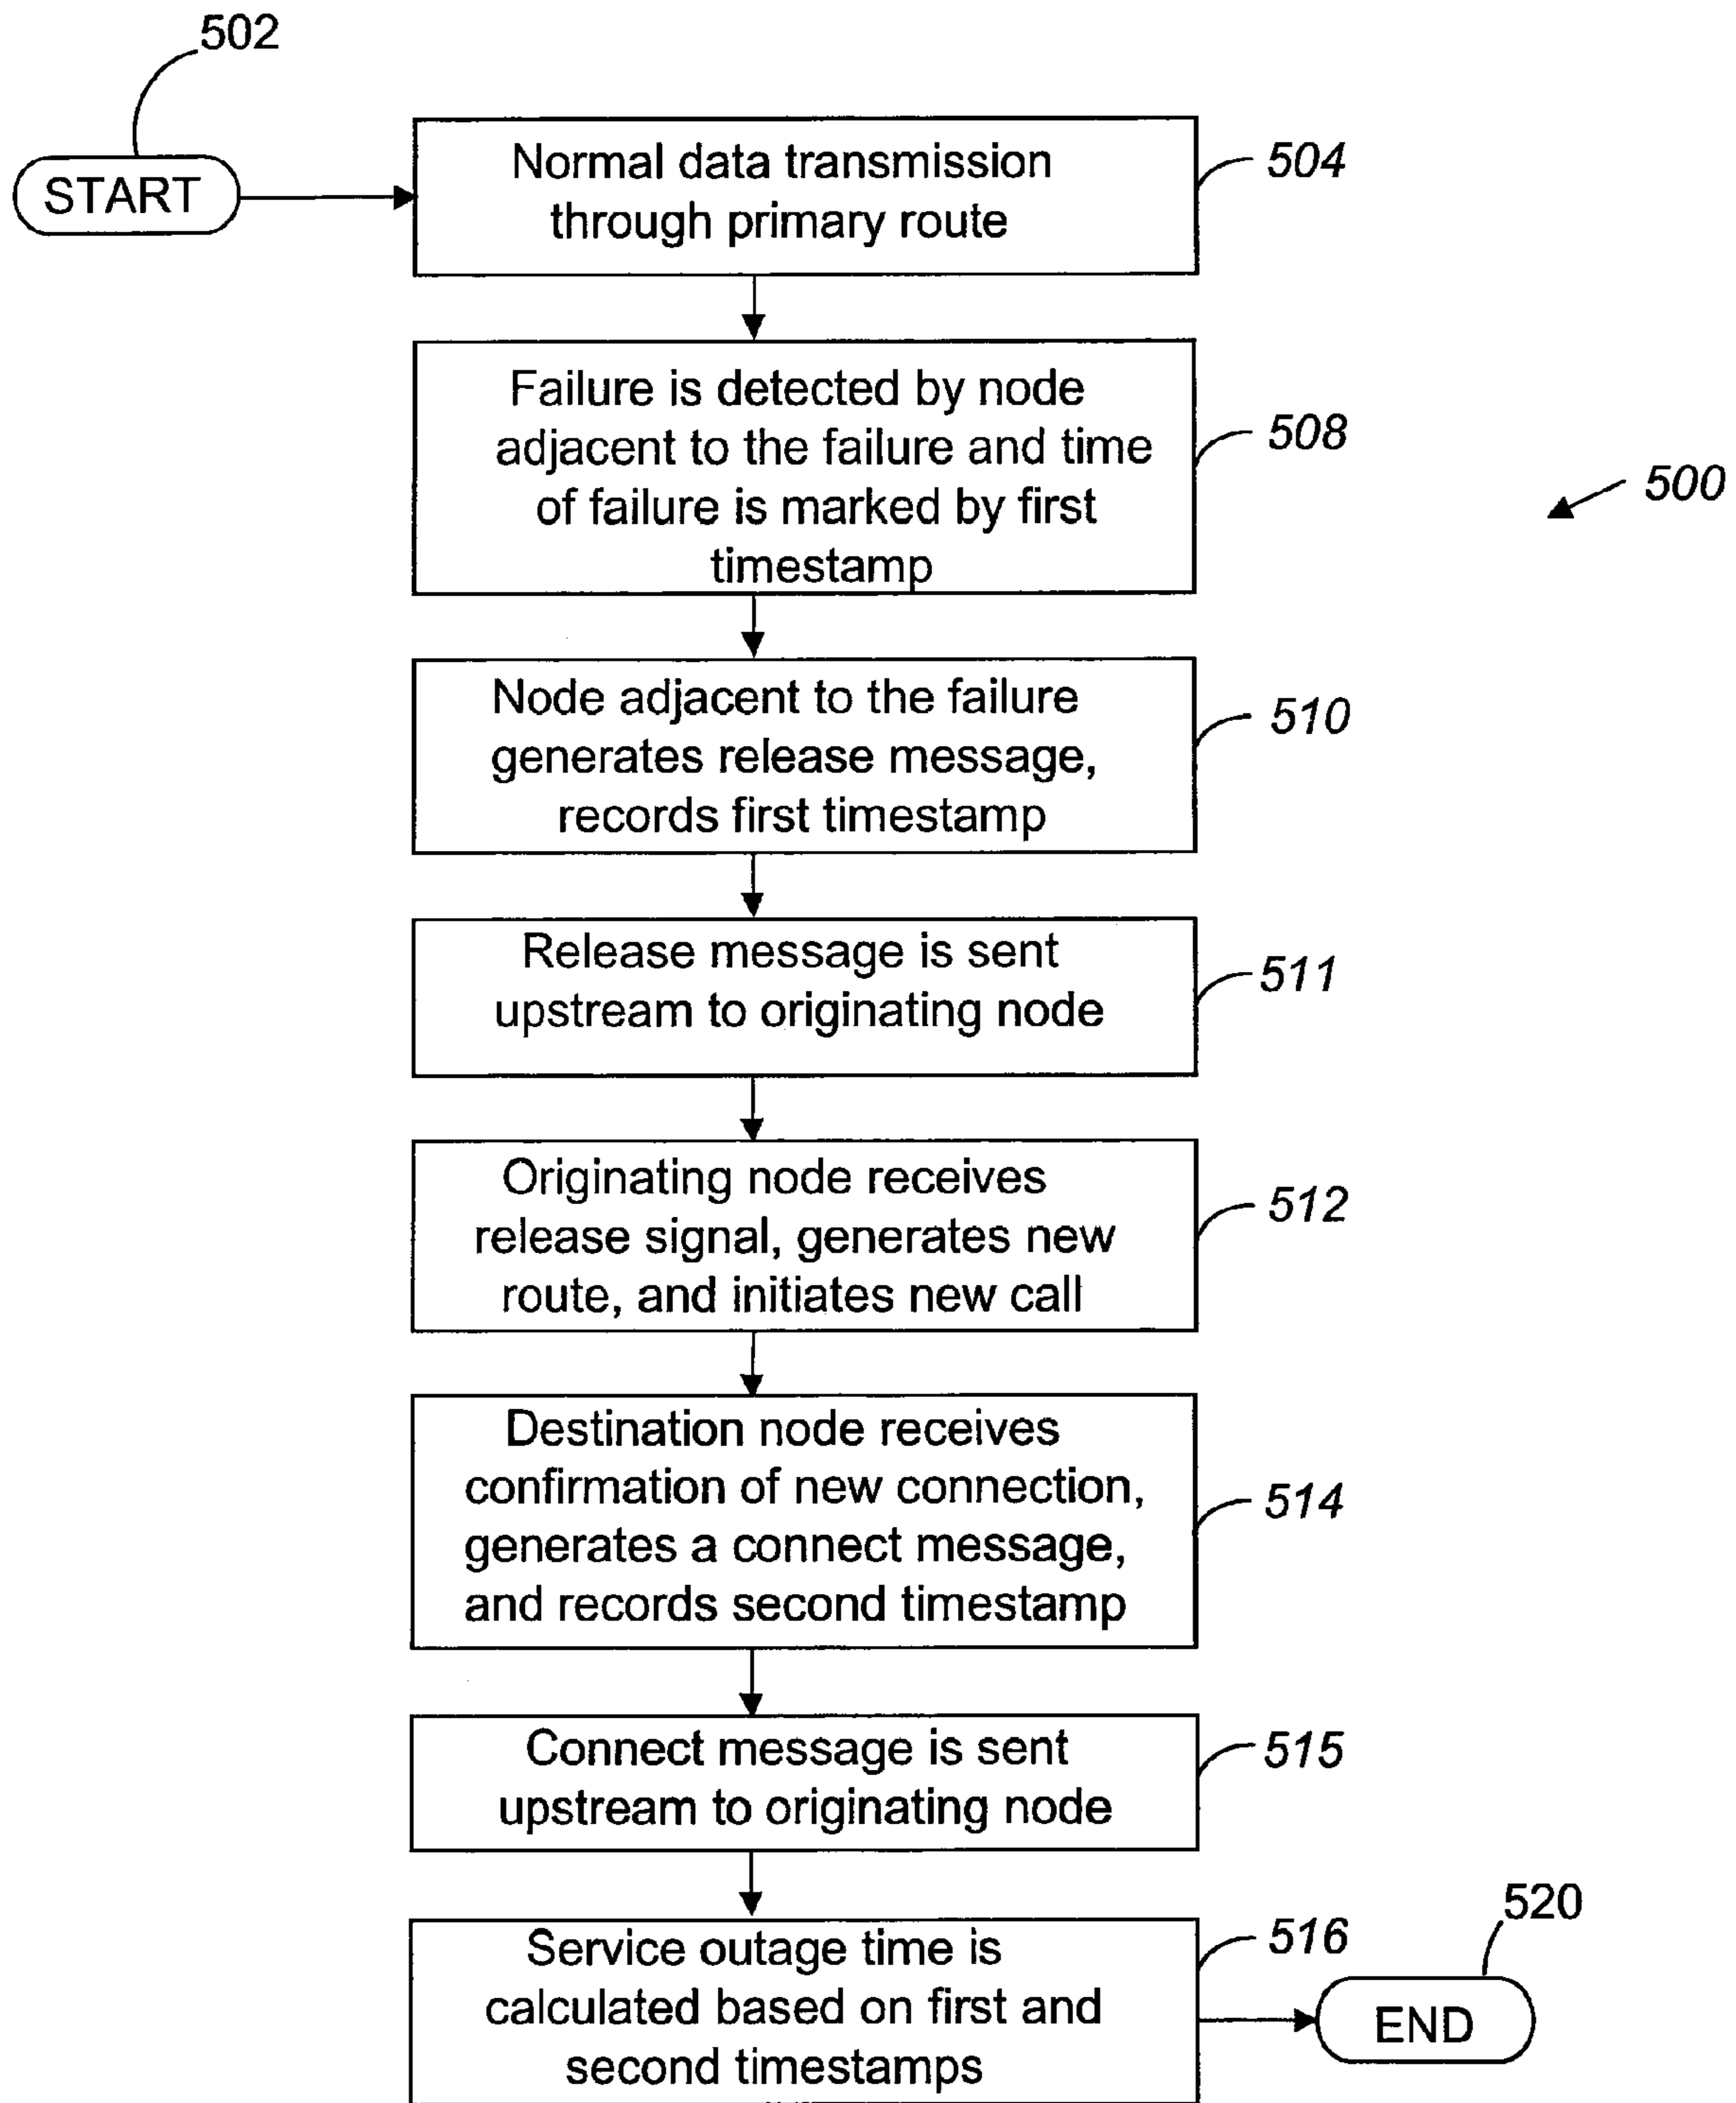 502
START
Normal data transmission
through primary route
504
Failure is detected by node
adjacent to the failure and time
of failure is marked by first
timestamp
508
500
Node adjacent to the failure
generates release message,
records first timestamp
510
Release message is sent
upstream to originating node
511
Originating node receives
release signal, generates new
route, and initiates new call
512
Destination node receives
confirmation of new connection,
generates a connect message,
and records second timestamp
514
Connect message is sent
upstream to originating node
515
Service outage time is
calculated based on first and
second timestamps
516
520
END